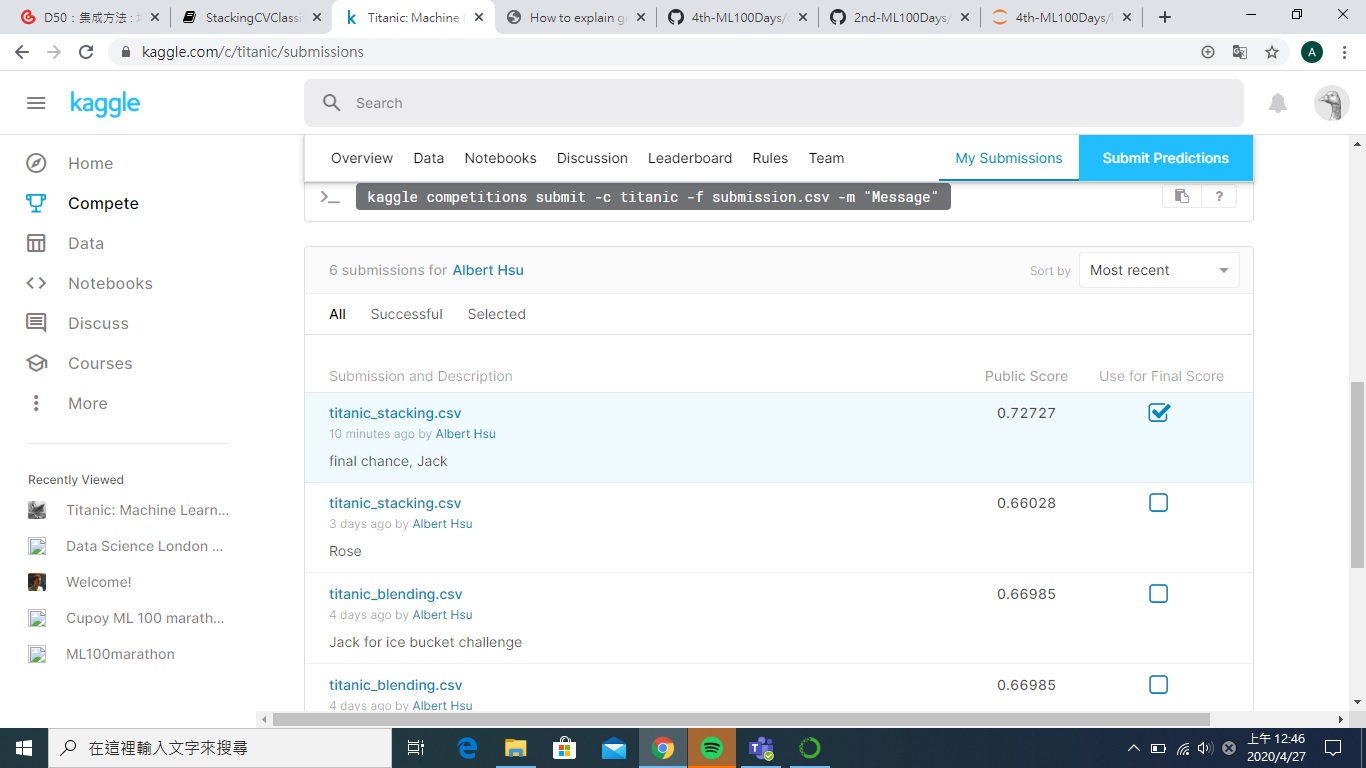 D50：集成方法 :
StackingCVClassi
Titanic: Machine
How to explain gr
4th-ML100Days/
2nd-ML100Days/
4th-ML100Days/
kaggle.com/c/titanic/submissions
A
kaggle
Search
Home
Compete
Data
Notebooks
Discuss
Courses
More
Recently Viewed
Titanic: Machine Learn...
Data Science London ...
Welcome!
Cupoy ML 100 marath...
ML100marathon
Overview Data Notebooks Discussion Leaderboard Rules Team My Submissions Submit Predictions
>_ kaggle competitions submit -c titanic -f submission.csv -m "Message" ?
6 submissions for Albert Hsu Sort by Most recent
All Successful Selected
Submission and Description Public Score Use for Final Score
titanic_stacking.csv 0.72727
10 minutes ago by Albert Hsu
final chance, Jack
titanic_stacking.csv 0.66028
3 days ago by Albert Hsu
Rose
titanic_blending.csv 0.66985
4 days ago by Albert Hsu
Jack for ice bucket challenge
titanic_blending.csv 0.66985
4 days ago by Albert Hsu
在這裡輸入文字來搜尋
上午 12:46
2020/4/27